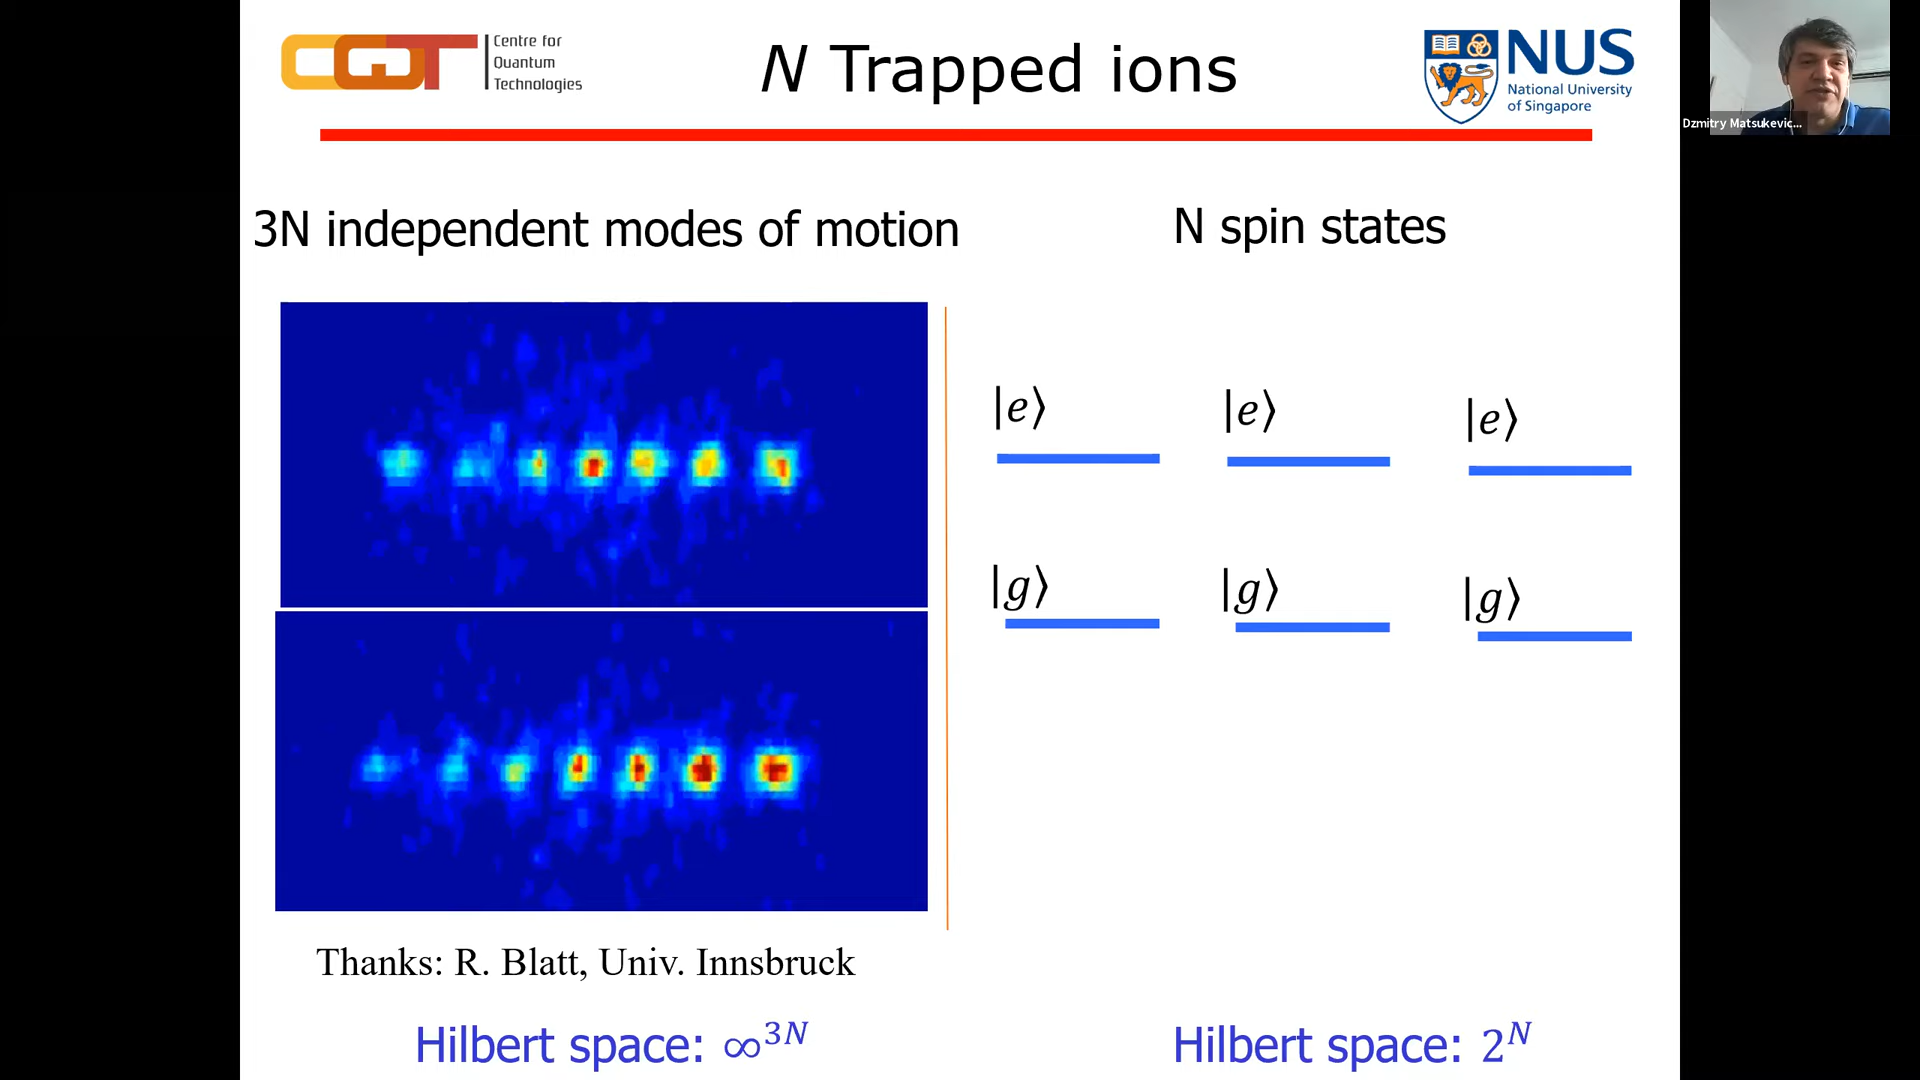 CQT
Centre for
Quantum
Technologies
N Trapped ions
NUS
National University
of Singapore
Dzmitry Matsukevic...
3N independent modes of motion
N spin states
|e⟩ |e⟩ |e⟩
|g⟩ |g⟩ |g⟩
Thanks: R. Blatt, Univ. Innsbruck
Hilbert space: ∞^{3N}
Hilbert space: 2^N